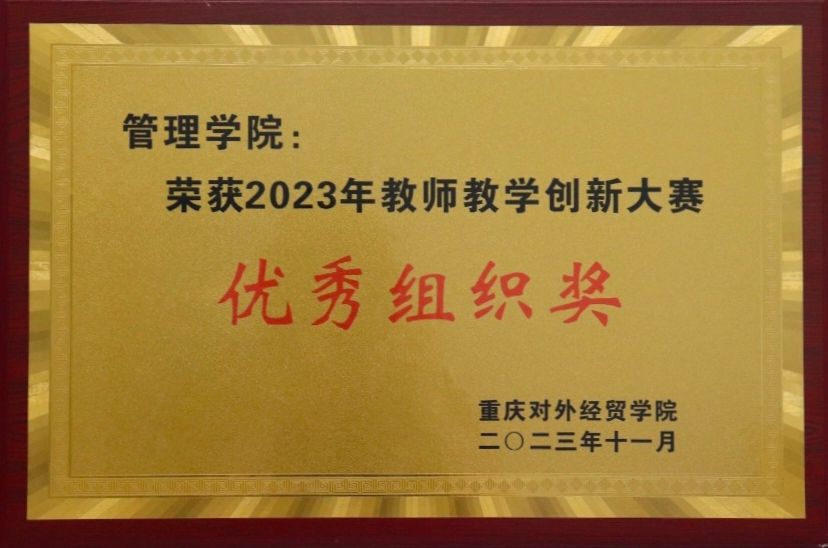 管理学院：
荣获2023年教师教学创新大赛
优秀组织奖
重庆对外经贸学院
二〇二三年十一月